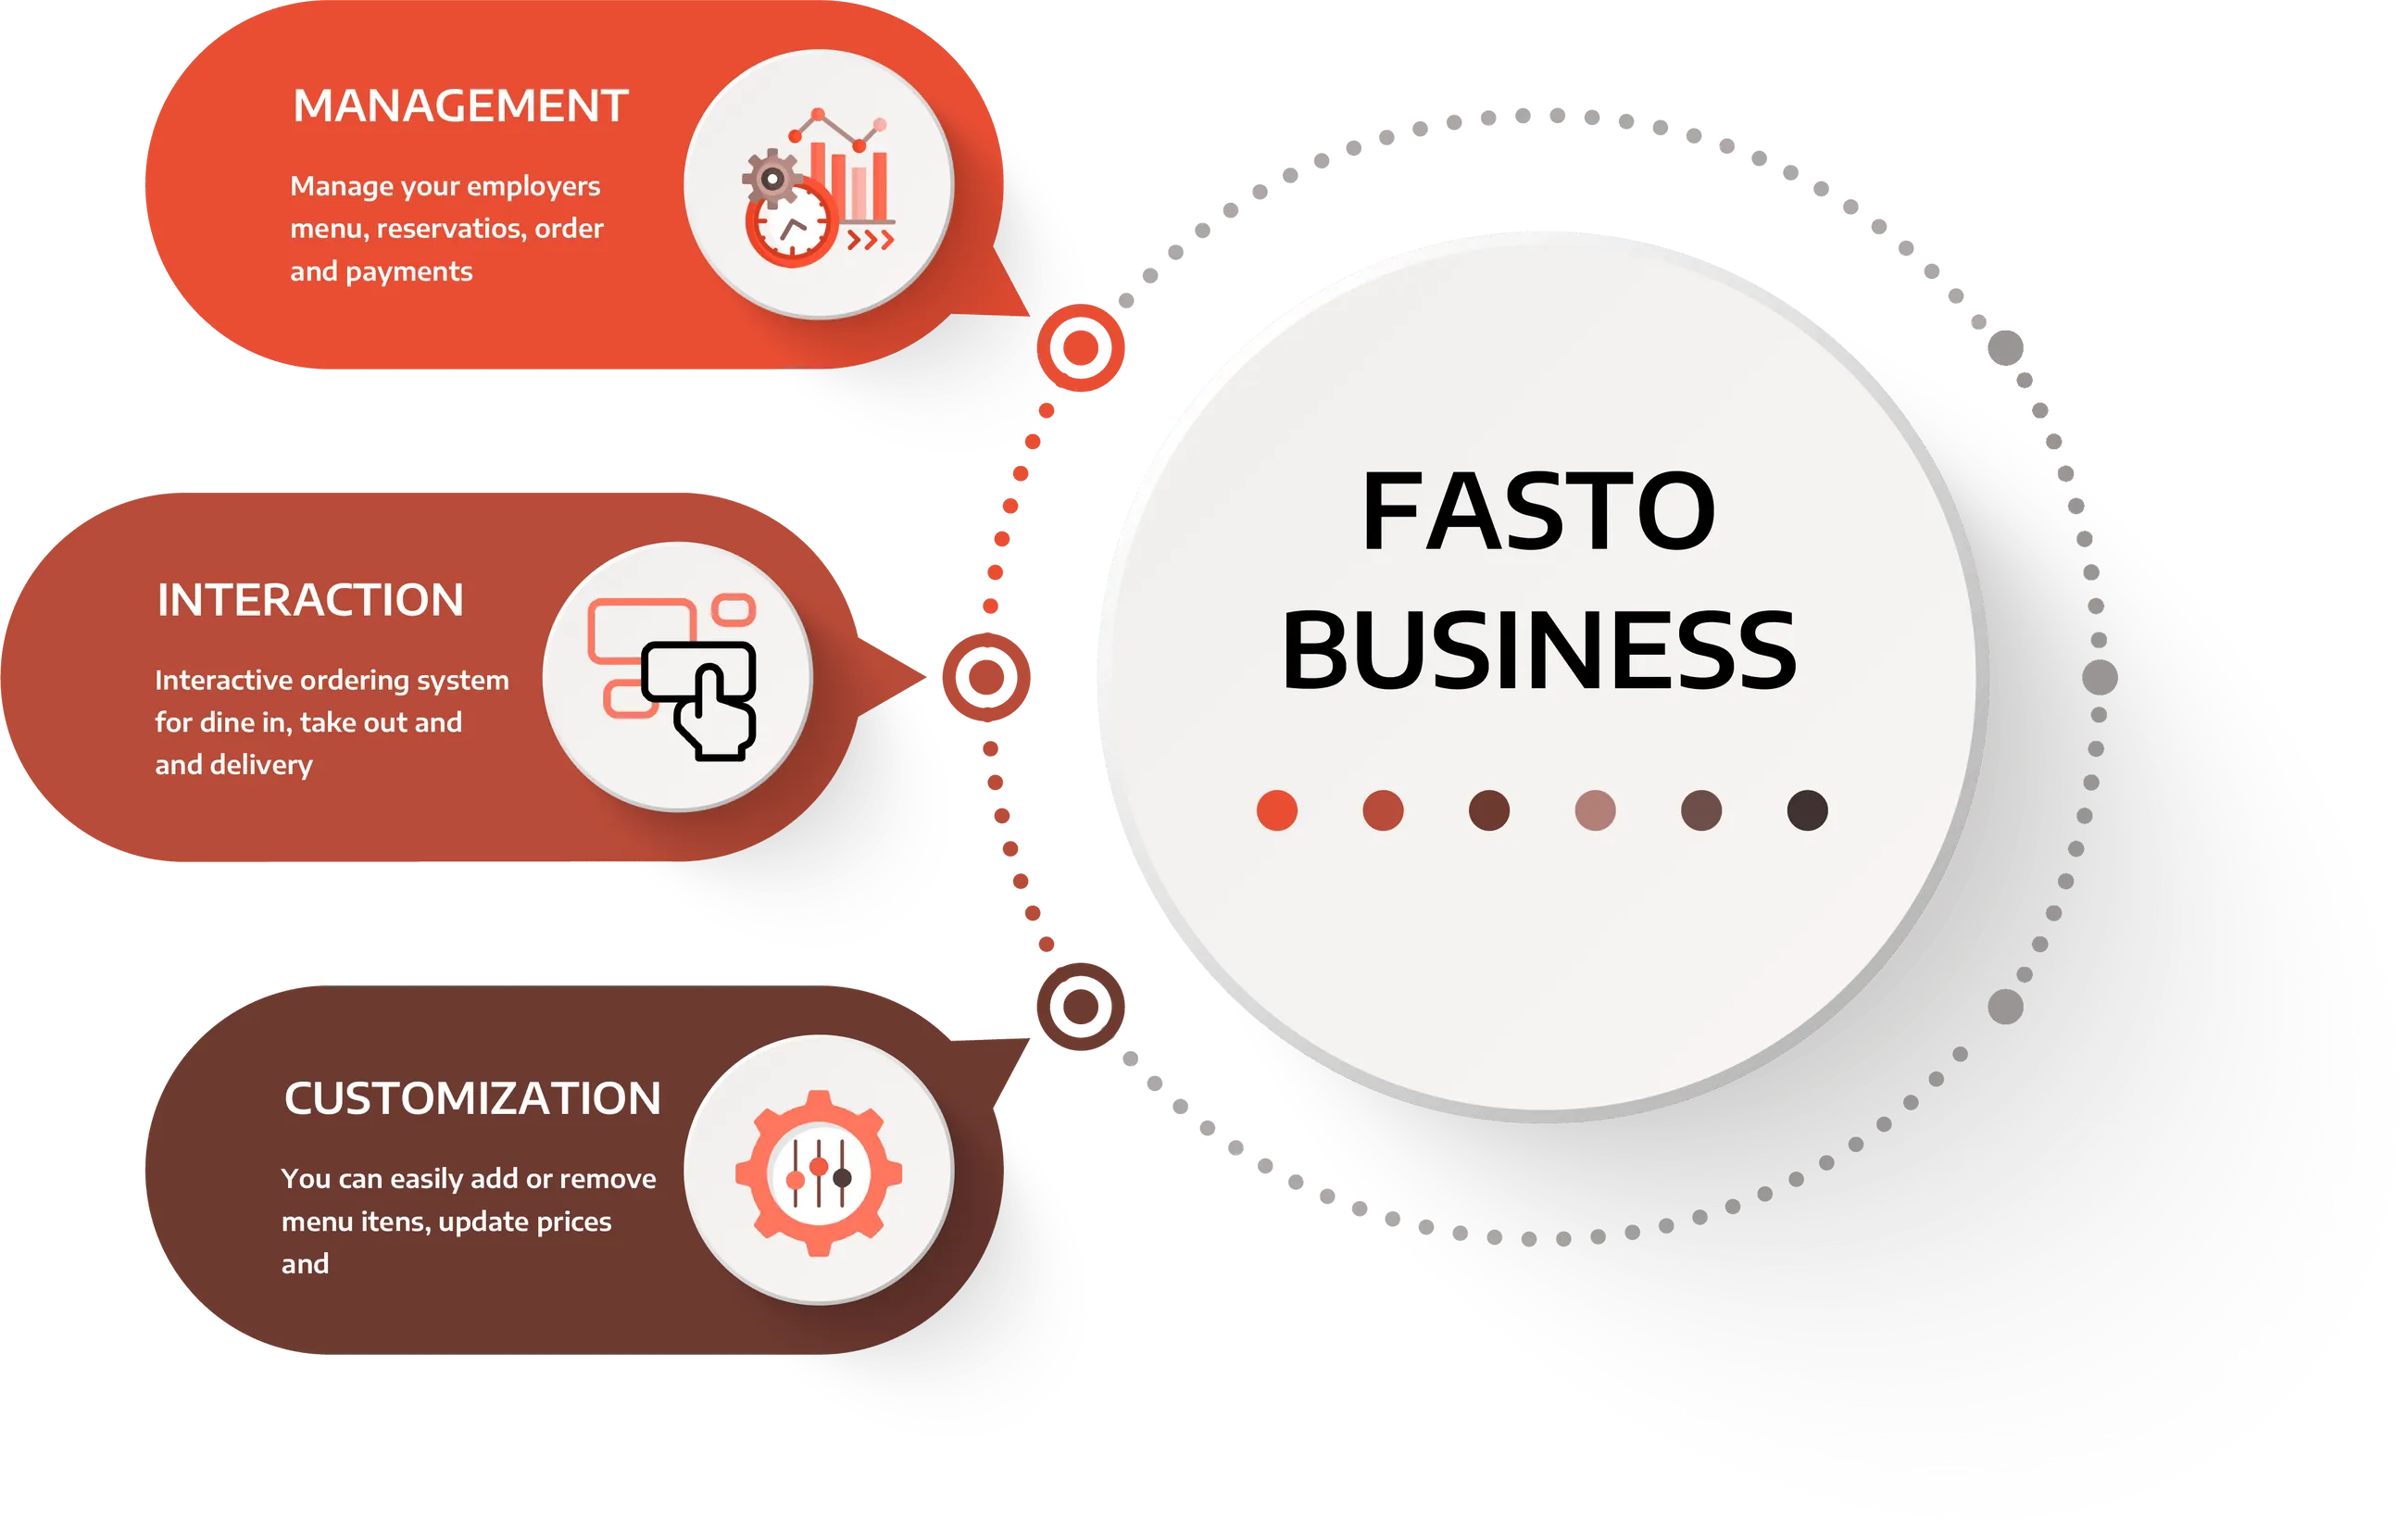 MANAGEMENT
Manage your employers
menu, reservatios, order
and payments
INTERACTION
Interactive ordering system
for dine in, take out and
and delivery
CUSTOMIZATION
You can easily add or remove
menu itens, update prices
and
FASTO
BUSINESS